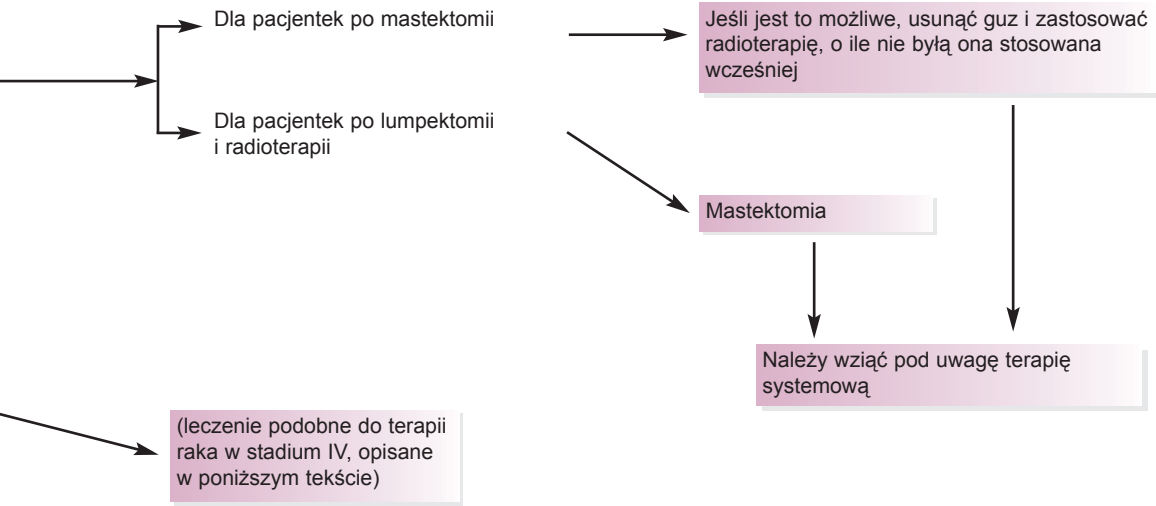 Dla pacjentek po mastektomii
Jeśli jest to możliwe, usunąć guz i zastosować
radioterapię, o ile nie byłą ona stosowana
wcześniej
Dla pacjentek po lumpektomii
i radioterapii
Mastektomia
Należy wziąć pod uwagę terapię
systemową
(leczenie podobne do terapii
raka w stadium IV, opisane
w poniższym tekście)